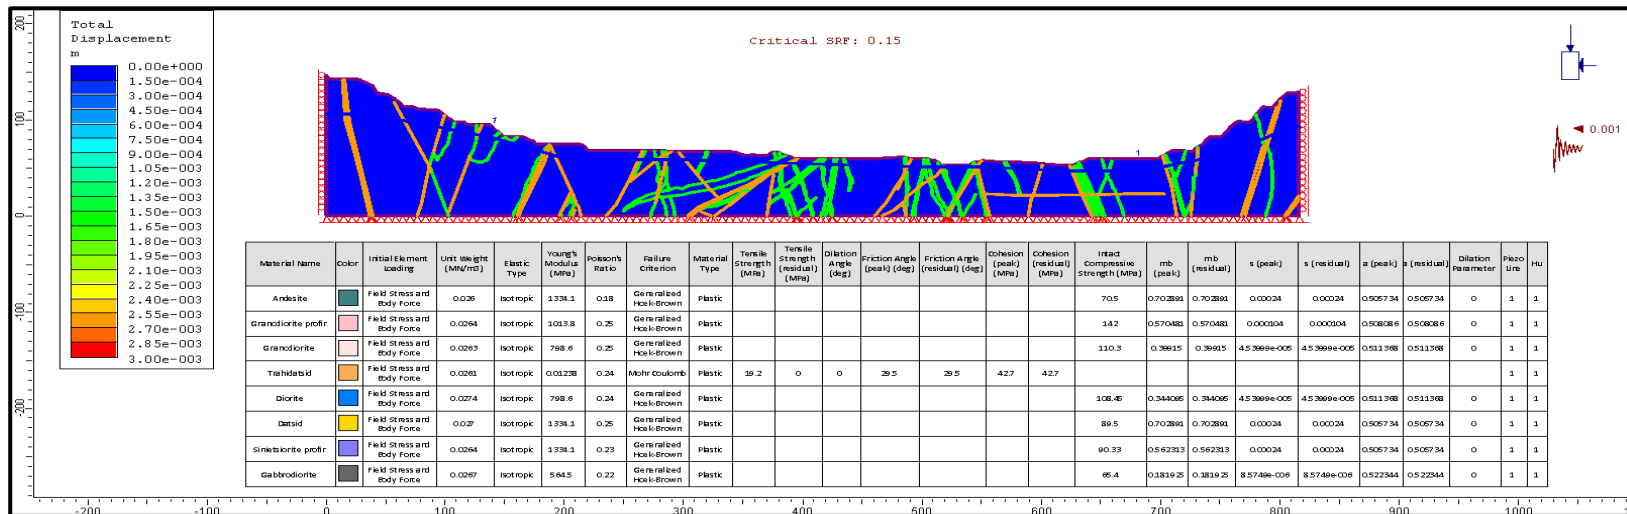 Total
Displacement
m
0.00e+000
1.50e-004
3.00e-004
4.50e-004
6.00e-004
7.50e-004
9.00e-004
1.05e-003
1.20e-003
1.35e-003
1.50e-003
1.65e-003
1.80e-003
1.95e-003
2.10e-003
2.25e-003
2.40e-003
2.55e-003
2.70e-003
2.85e-003
3.00e-003
Critical SRF: 0.15
0.001
1
1
Material Name Color Initial Element Loading Unit Weight (MN/m3) Elastic Type Young's Modulus (MPa) Poisson's Ratio Failure Criterion Material Type Tensile Strength (MPa) Tensile Strength (residual) (MPa) Dilation Angle (deg) Friction Angle (peak) (deg) Friction Angle (residual) (deg) Cohesion (peak) (MPa) Cohesion (residual) (MPa) Intact Compressive Strength (MPa) mb (peak) mb (residual) s (peak) s (residual) a (peak) a (residual) Dilation Parameter Piezo Line Hu
Andesite Field Stress and Body Force 0.026 Isotropic 1334.1 0.18 Generalized Hoek-Brown Plastic 70.5 0.702891 0.702891 0.00024 0.00024 0.505734 0.505734 0 1 1
Granodiorite profir Field Stress and Body Force 0.0264 Isotropic 1013.8 0.25 Generalized Hoek-Brown Plastic 142 0.570481 0.570481 0.000104 0.000104 0.508086 0.508086 0 1 1
Granodiorite Field Stress and Body Force 0.0263 Isotropic 798.6 0.25 Generalized Hoek-Brown Plastic 110.3 0.39915 0.39915 4.53999e-005 4.53999e-005 0.511368 0.511368 0 1 1
Trahidatsid Field Stress and Body Force 0.0261 Isotropic 0.01238 0.24 Mohr Coulomb Plastic 19.2 0 0 29.5 29.5 42.7 42.7 1 1
Diorite Field Stress and Body Force 0.0274 Isotropic 798.6 0.24 Generalized Hoek-Brown Plastic 108.45 0.344095 0.344095 4.53999e-005 4.53999e-005 0.511368 0.511368 0 1 1
Datsid Field Stress and Body Force 0.027 Isotropic 1334.1 0.25 Generalized Hoek-Brown Plastic 89.5 0.702891 0.702891 0.00024 0.00024 0.505734 0.505734 0 1 1
Sinietsiorite profir Field Stress and Body Force 0.0264 Isotropic 1334.1 0.23 Generalized Hoek-Brown Plastic 90.33 0.562313 0.562313 0.00024 0.00024 0.505734 0.505734 0 1 1
Gabbrodiorite Field Stress and Body Force 0.0267 Isotropic 564.5 0.22 Generalized Hoek-Brown Plastic 65.4 0.181925 0.181925 8.5749e-006 8.5749e-006 0.522344 0.522344 0 1 1
200
100
0
-100
-200
-200 -100 0 100 200 300 400 500 600 700 800 900 1000